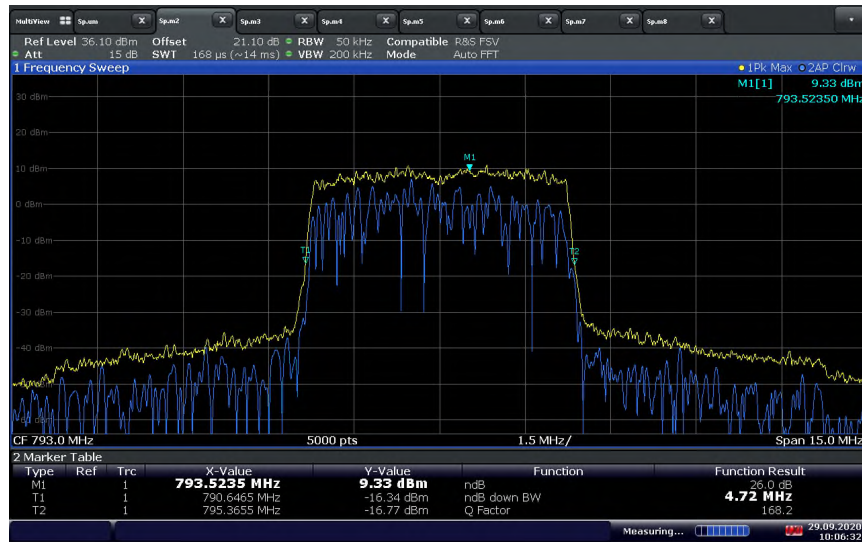 MultiView Sp.um X Sp.m2 X Sp.m3 X Sp.m4 X Sp.m5 X Sp.m6 X Sp.m7 X Sp.m8 X
Ref Level 36.10 dBm Offset 21.10 dB RBW 50 kHz Compatible R&S FSV
Att 15 dB SWT 168 µs (~14 ms) VBW 200 kHz Mode Auto FFT
1 Frequency Sweep 1Pk Max 2AP Clrw
M1[1] 9.33 dBm
793.52350 MHz
30 dBm
20 dBm
M1
10 dBm
0 dBm
-10 dBm
T1 T2
-20 dBm
-30 dBm
-40 dBm
CF 793.0 MHz 5000 pts 1.5 MHz/ Span 15.0 MHz
2 Marker Table
Type Ref Trc X-Value Y-Value Function Function Result
M1 1 793.5235 MHz 9.33 dBm ndB 26.0 dB
T1 1 790.6465 MHz -16.34 dBm ndB down BW 4.72 MHz
T2 1 795.3655 MHz -16.77 dBm Q Factor 168.2
Measuring... 29.09.2020
10:06:32